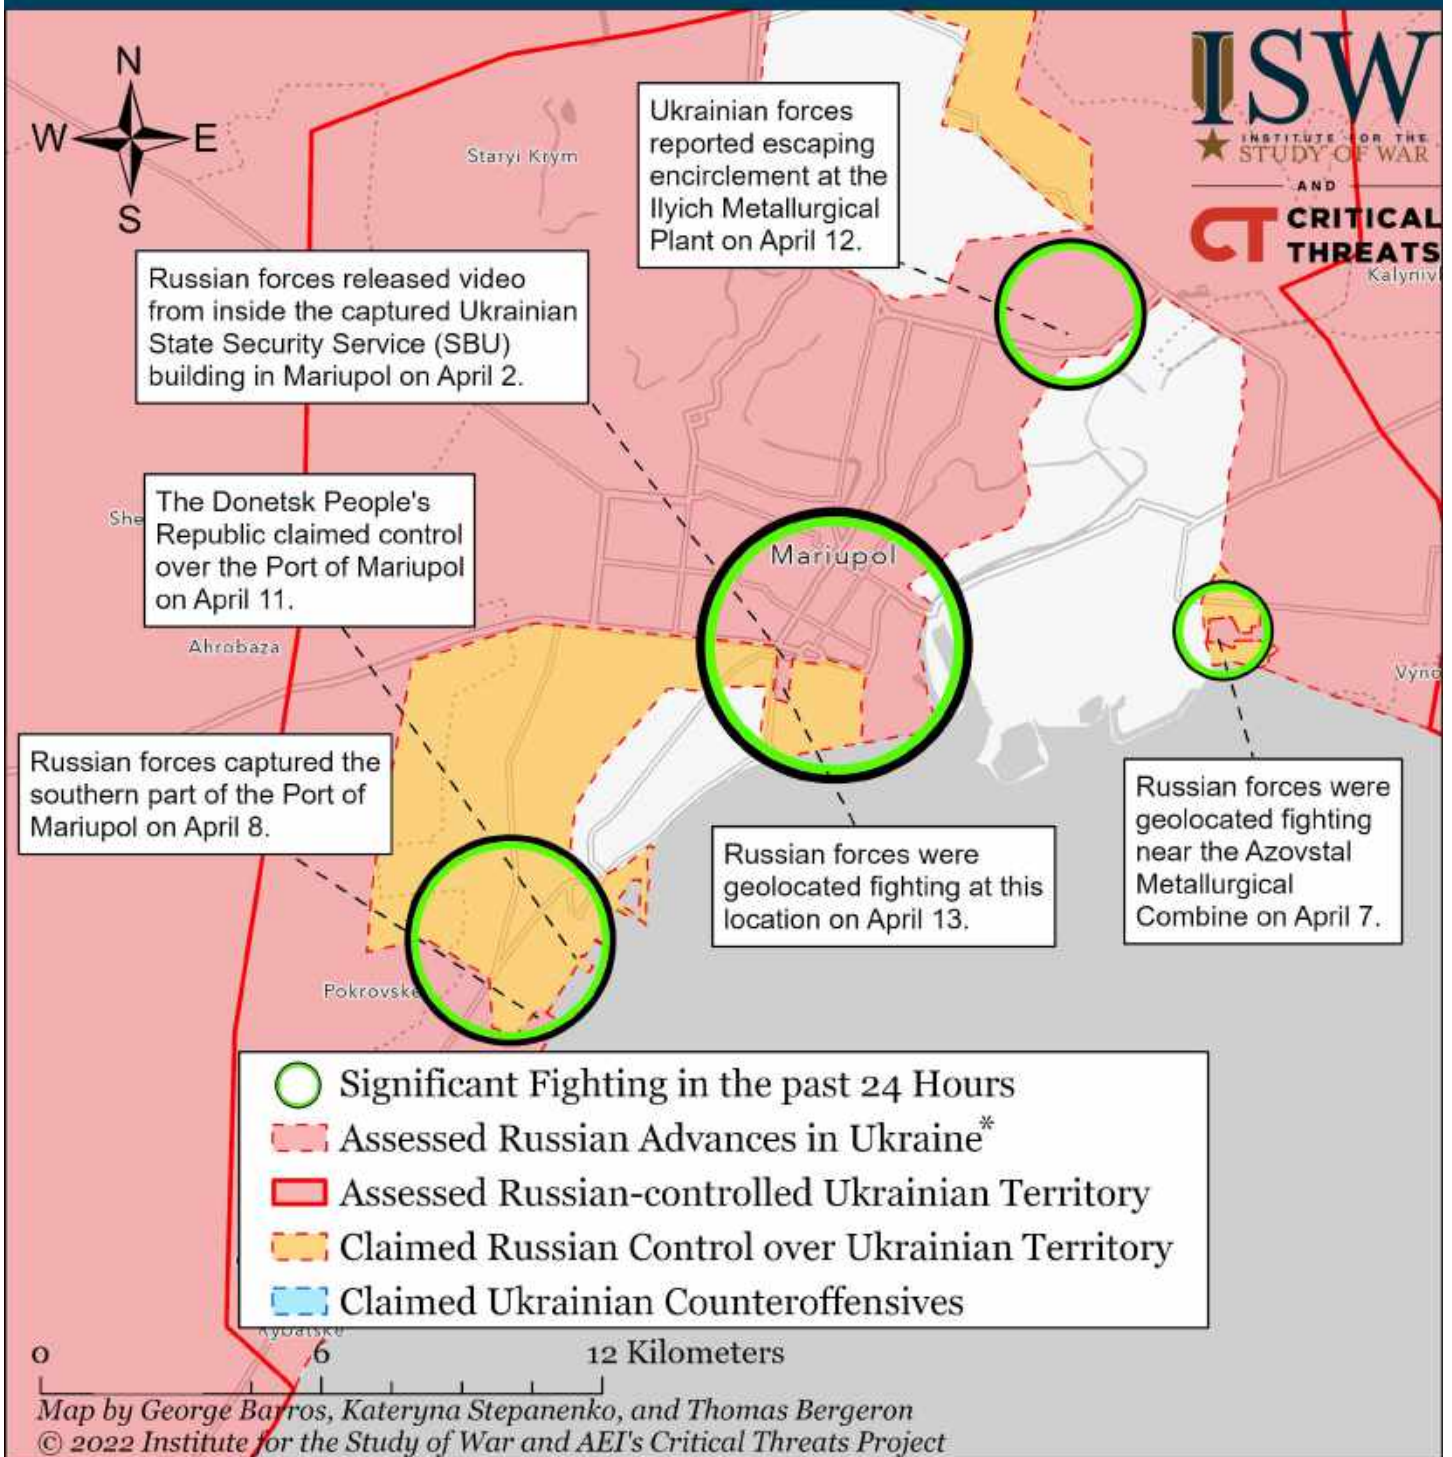 N
W E
S
ISW
INSTITUTE FOR THE
STUDY OF WAR
AND
CT CRITICAL
THREATS
Staryi Krym
Ukrainian forces
reported escaping
encirclement at the
Ilyich Metallurgical
Plant on April 12.
Kalyniv
Russian forces released video
from inside the captured Ukrainian
State Security Service (SBU)
building in Mariupol on April 2.
The Donetsk People's
Republic claimed control
over the Port of Mariupol
on April 11.
She
Mariupol
Ahrobaza
Vyno
Russian forces captured the
southern part of the Port of
Mariupol on April 8.
Russian forces were
geolocated fighting at this
location on April 13.
Russian forces were
geolocated fighting
near the Azovstal
Metallurgical
Combine on April 7.
Pokrovske
Significant Fighting in the past 24 Hours
Assessed Russian Advances in Ukraine*
Assessed Russian-controlled Ukrainian Territory
Claimed Russian Control over Ukrainian Territory
Claimed Ukrainian Counteroffensives
Rybatske
0 6 12 Kilometers
Map by George Barros, Kateryna Stepanenko, and Thomas Bergeron
© 2022 Institute for the Study of War and AEI's Critical Threats Project